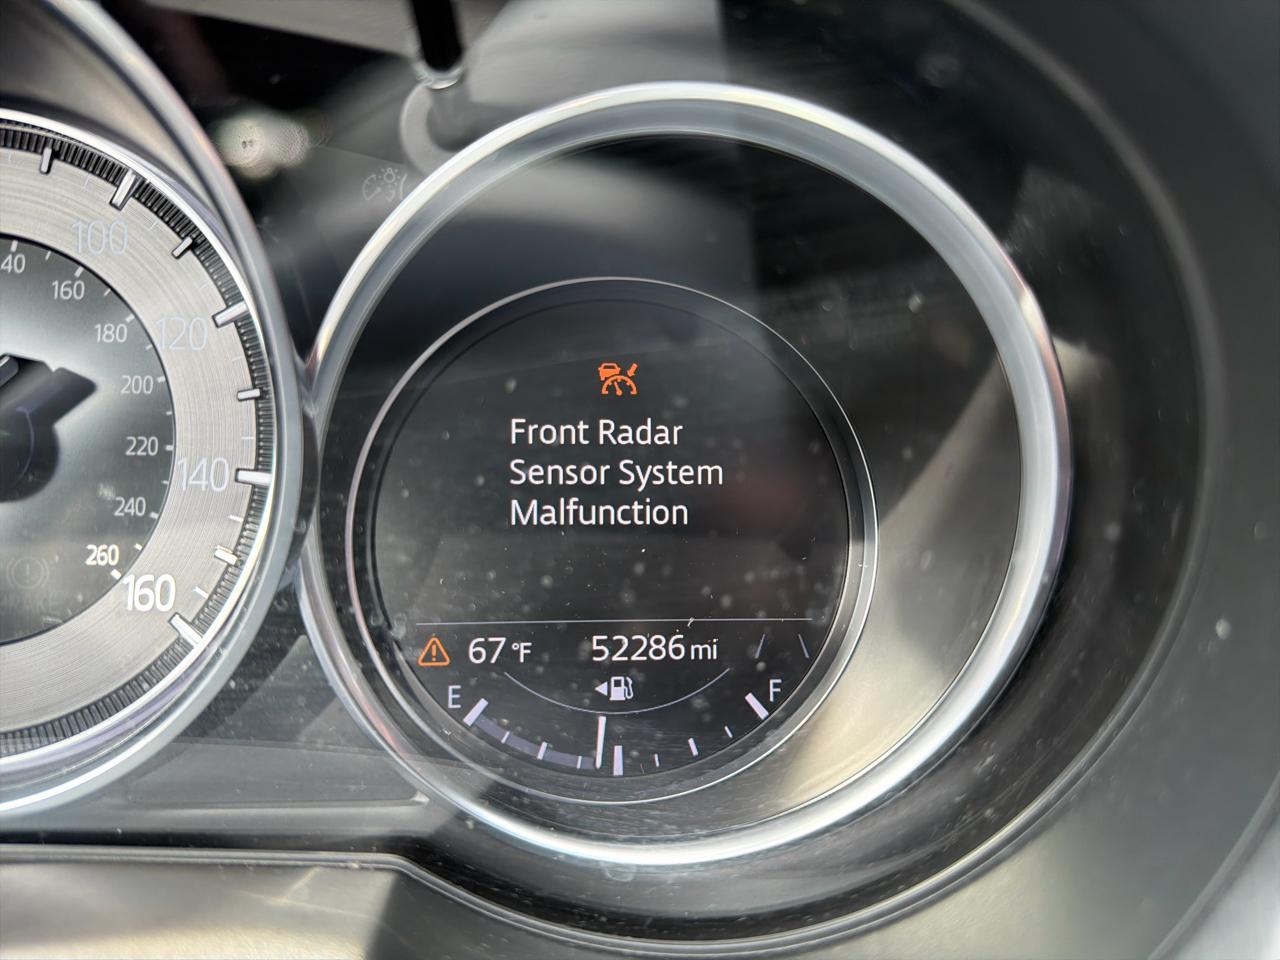 100
120
140
160
40
160
180
200
220
240
260
Front Radar
Sensor System
Malfunction
67 °F 52286 mi
E F